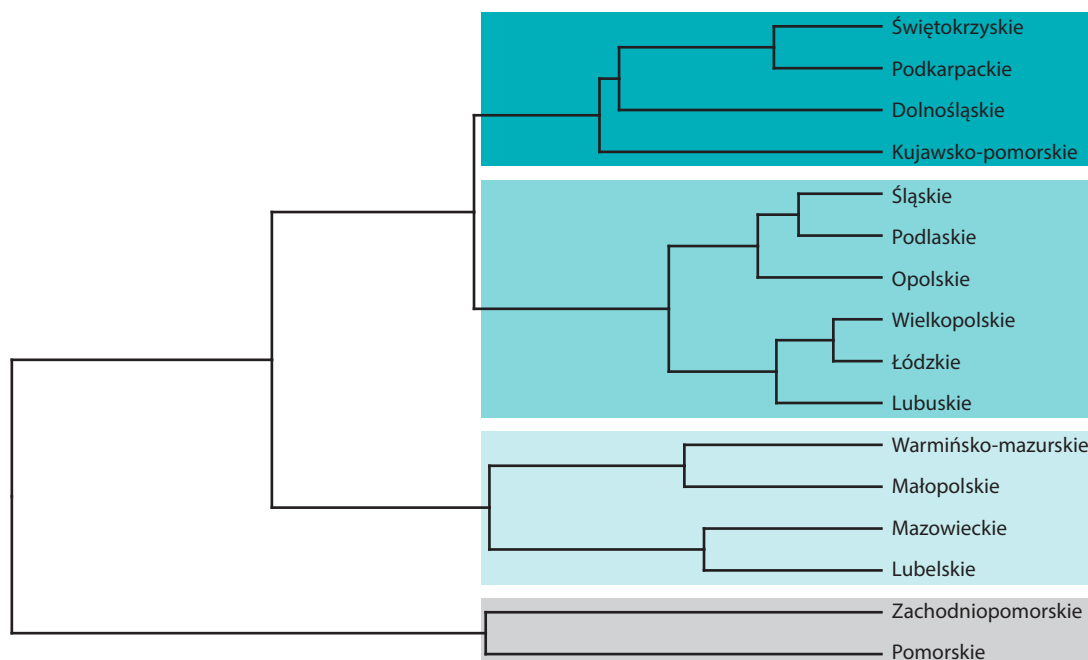 Świętokrzyskie
Podkarpackie
Dolnośląskie
Kujawsko-pomorskie
Śląskie
Podlaskie
Opolskie
Wielkopolskie
Łódzkie
Lubuskie
Warmińsko-mazurskie
Małopolskie
Mazowieckie
Lubelskie
Zachodniopomorskie
Pomorskie